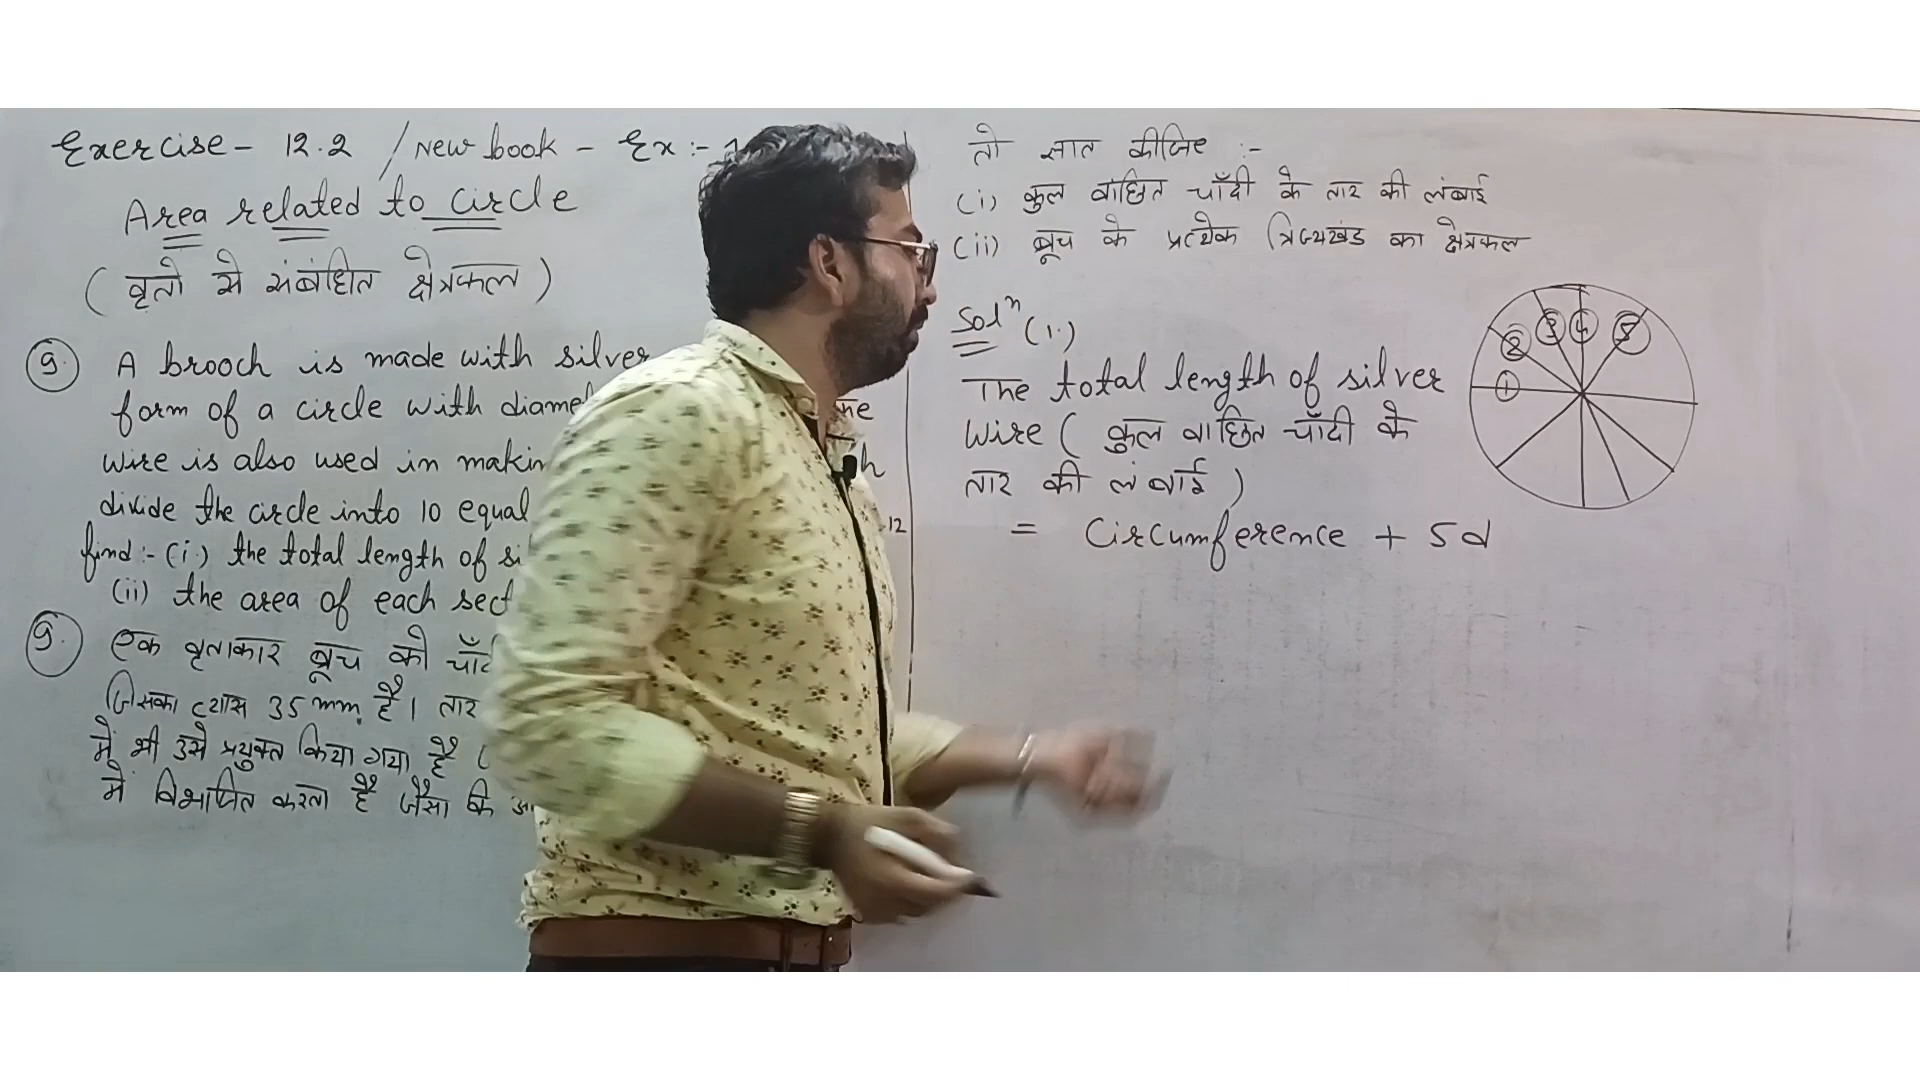 Exercise - 12.2 / New book - Ex :-
Area related to circle
( वृतो से संबंधित क्षेत्रफल )
9. A brooch is made with silver
form of a circle with
wire is also used in
divide the circle into 10 equal
find :- (i.) the total length of
(ii) the area of each
9. एक वृताकार ब्रूच को
जिसका व्यास 35 mm है। तार
में भी उसे प्रयुक्त किया गया है
में विभाजित करता है जैसा कि
12
तो ज्ञात कीजिए :-
(i) कुल वांछित चाँदी के तार की लंबाई
(ii) ब्रूच के प्रत्येक त्रिज्यखंड का क्षेत्रफल
Solⁿ (1.)
The total length of silver
wire ( कुल वांछित चाँदी के
तार की लंबाई )
= Circumference + 5d
1 2 3 4 5